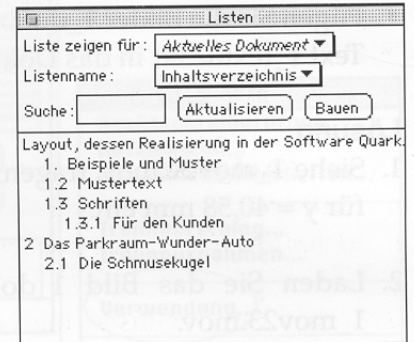 Listen
Liste zeigen für: Aktuelles Dokument
Listenname: Inhaltsverzeichnis
Suche: Aktualisieren Bauen
Layout, dessen Realisierung in der Software Quark.
1. Beispiele und Muster
1.2 Mustertext
1.3 Schriften
1.3.1 Für den Kunden
2 Das Parkraum-Wunder-Auto
2.1 Die Schmusekugel